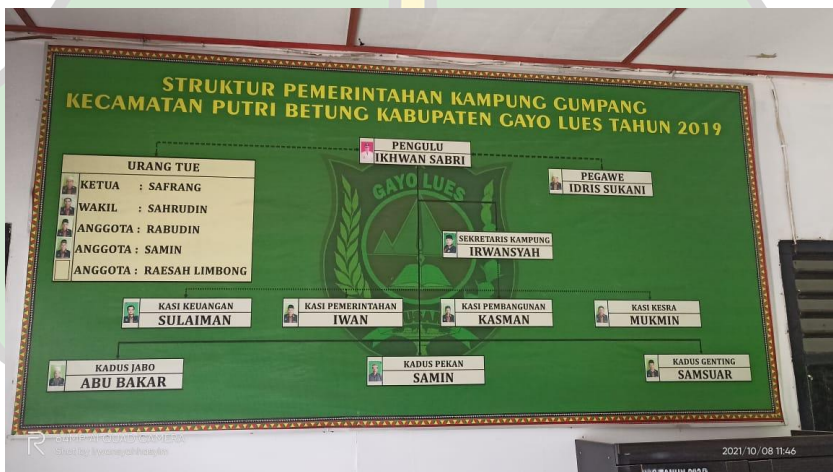 STRUKTUR PEMERINTAHAN KAMPUNG GUMPANG
KECAMATAN PUTRI BETUNG KABUPATEN GAYO LUES TAHUN 2019
PENGULU
IKHWAN SABRI
URANG TUE
KETUA : SAFRANG
WAKIL : SAHRUDIN
ANGGOTA : RABUDIN
ANGGOTA : SAMIN
ANGGOTA : RAESAH LIMBONG
PEGAWE
IDRIS SUKANI
GAYO LUES
SEKRETARIS KAMPUNG
IRWANSYAH
KASI KEUANGAN
SULAIMAN
KASI PEMERINTAHAN
IWAN
KASI PEMBANGUNAN
KASMAN
KASI KESRA
MUKMIN
KADUS JABO
ABU BAKAR
KADUS PEKAN
SAMIN
KADUS GENTING
SAMSUAR
2021/10/08 11:46